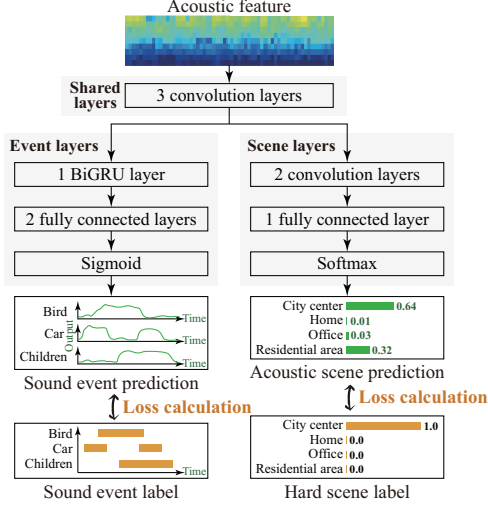 Acoustic feature
Shared layers
3 convolution layers
Event layers
1 BiGRU layer
2 fully connected layers
Sigmoid
Scene layers
2 convolution layers
1 fully connected layer
Softmax
Output
Bird
Time
Car
Time
Children
Time
Sound event prediction
City center 0.64
Home 0.01
Office 0.03
Residential area 0.32
Acoustic scene prediction
Loss calculation
Loss calculation
Bird
Car
Children
Time
Sound event label
City center 1.0
Home 0.0
Office 0.0
Residential area 0.0
Hard scene label